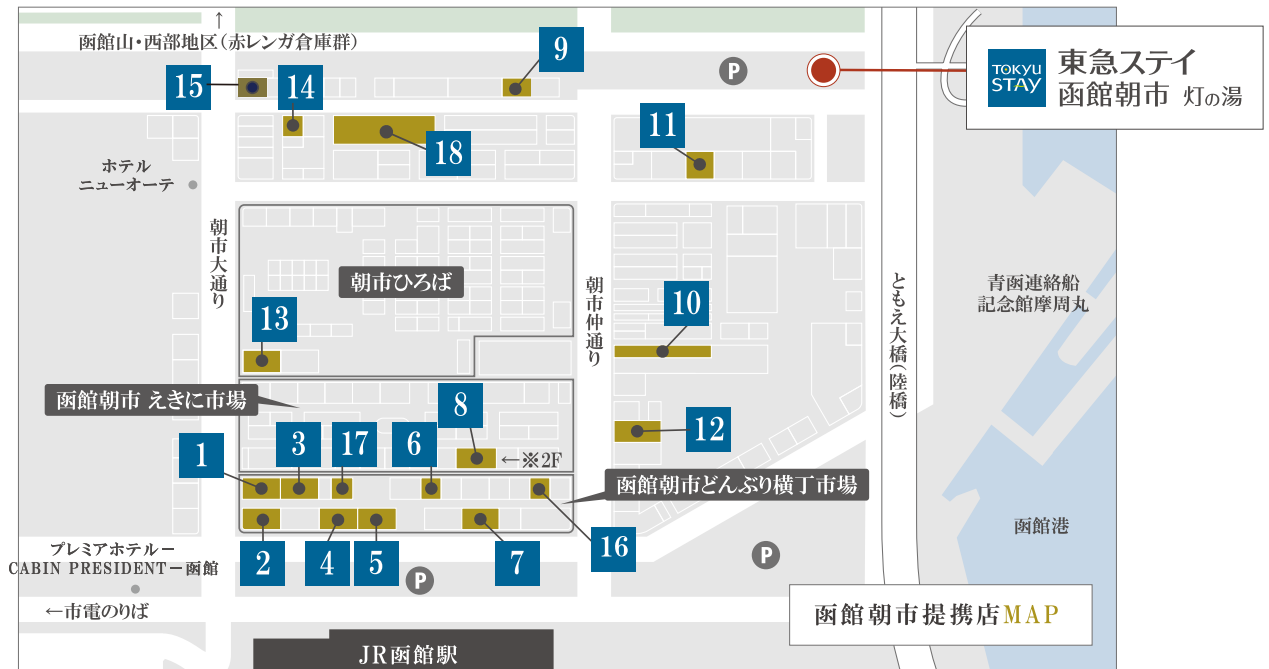 ↑
函館山・西部地区(赤レンガ倉庫群)
9
15
14
P
TOKYU
STAY
東急ステイ
函館朝市 灯の湯
18
11
ホテル
ニューオーテ
朝市大通り
朝市ひろば
朝市仲通り
10
ともえ大橋(陸橋)
青函連絡船
記念館摩周丸
13
函館朝市 えきに市場
8
12
1
3
17
6
←※2F
函館朝市どんぶり横丁市場
16
2
4
5
7
函館港
プレミアホテルー
CABIN PRESIDENTー函館
P
P
←市電のりば
函館朝市提携店MAP
JR函館駅